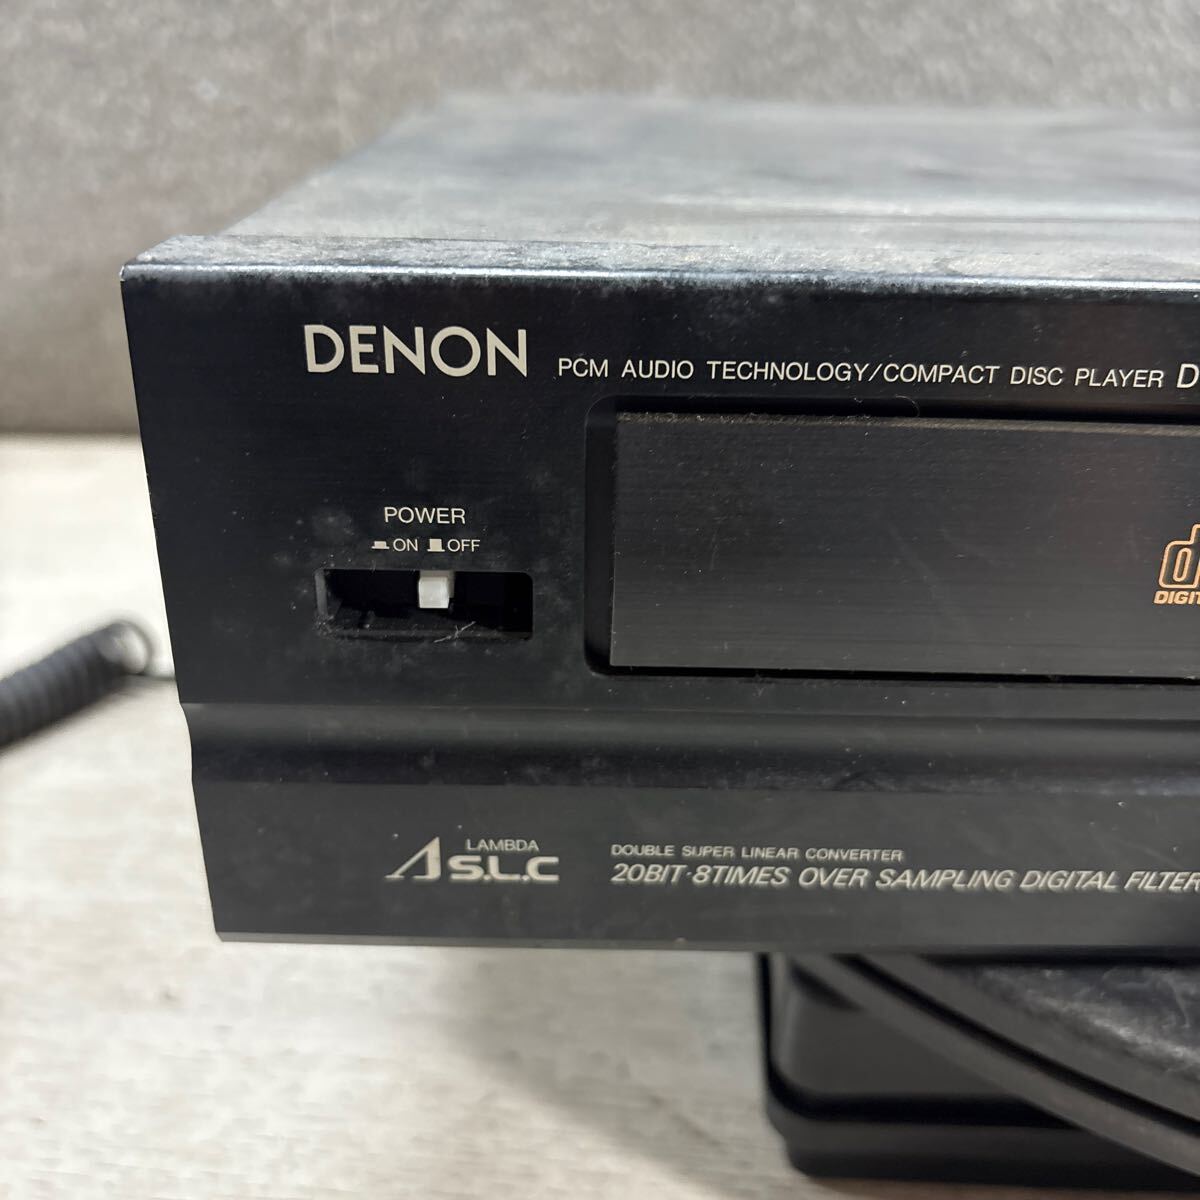 DENON PCM AUDIO TECHNOLOGY/COMPACT DISC PLAYER
POWER
ON OFF
LAMBDA
S.L.C
DOUBLE SUPER LINEAR CONVERTER
20BIT·8TIMES OVER SAMPLING DIGITAL FILTER